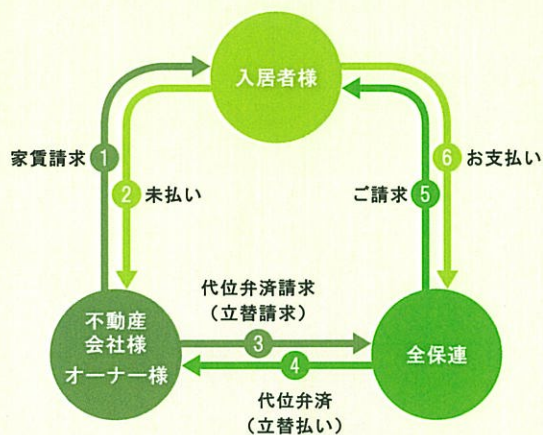 入居者様
家賃請求
1
2
未払い
6
お支払い
ご請求
5
代位弁済請求
(立替請求)
不動産
会社様
オーナー様
3
4
全保連
代位弁済
(立替払い)